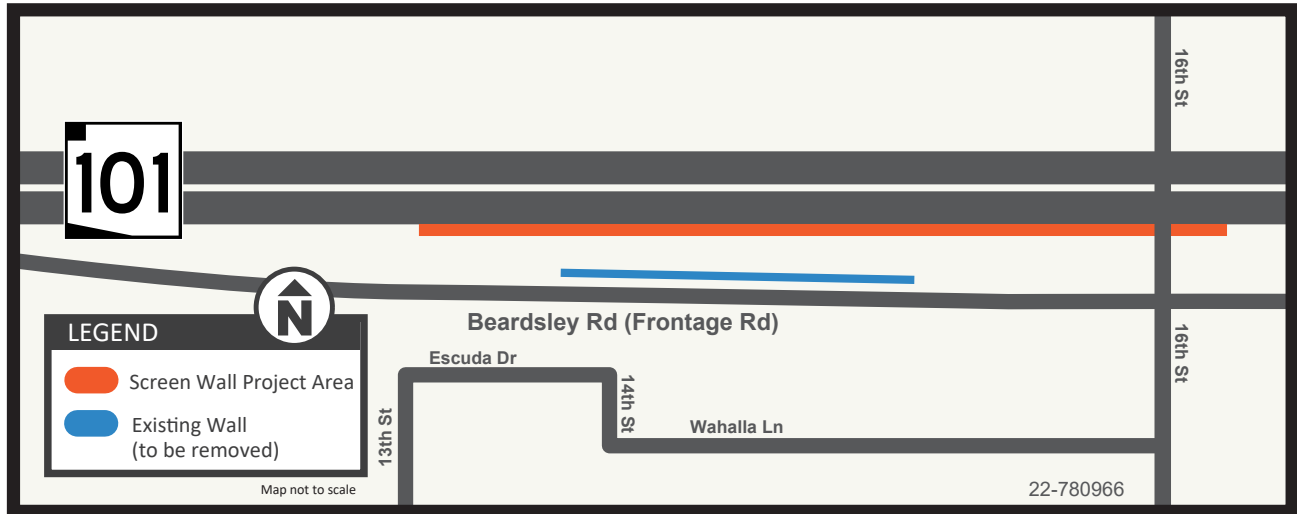 16th St
101
N
LEGEND
Screen Wall Project Area
Existing Wall
(to be removed)
Map not to scale
Beardsley Rd (Frontage Rd)
Escuda Dr
13th St
14th St
Wahalla Ln
16th St
22-780966